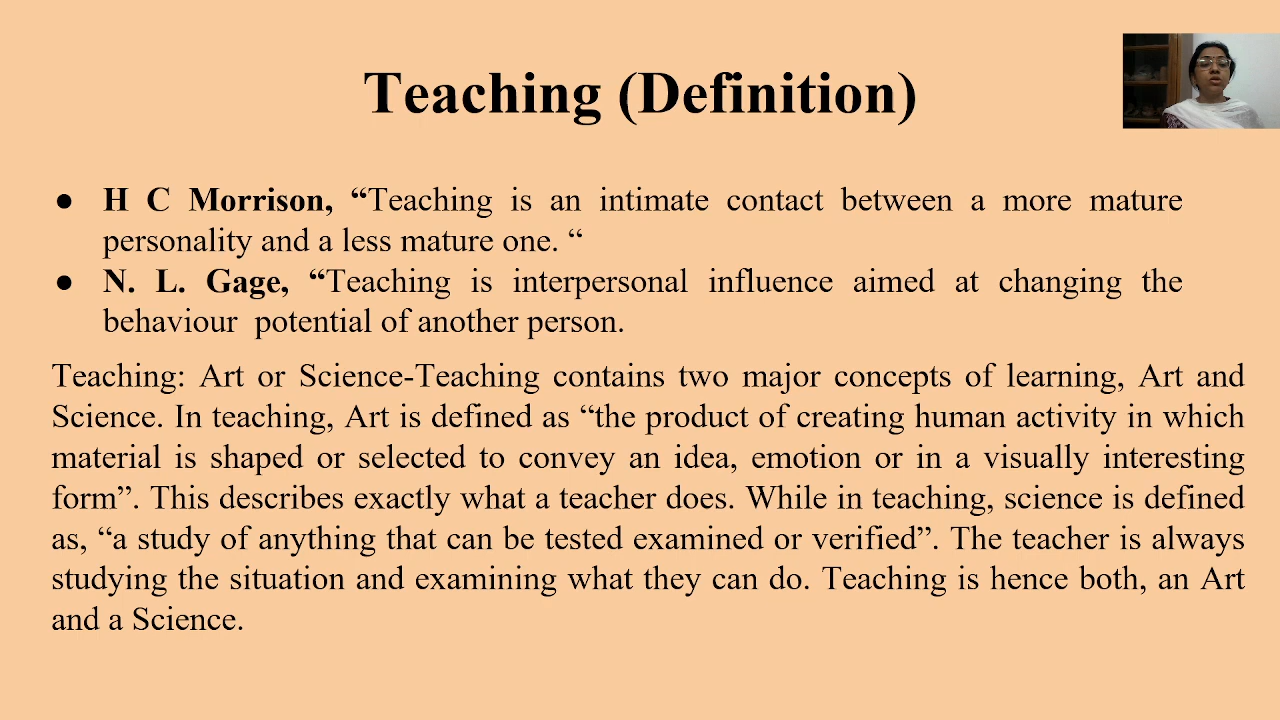 Teaching (Definition)
● H C Morrison, “Teaching is an intimate contact between a more mature
personality and a less mature one. “
● N. L. Gage, “Teaching is interpersonal influence aimed at changing the
behaviour  potential of another person.
Teaching: Art or Science-Teaching contains two major concepts of learning, Art and
Science. In teaching, Art is defined as “the product of creating human activity in which
material is shaped or selected to convey an idea, emotion or in a visually interesting
form”. This describes exactly what a teacher does. While in teaching, science is defined
as, “a study of anything that can be tested examined or verified”. The teacher is always
studying the situation and examining what they can do. Teaching is hence both, an Art
and a Science.